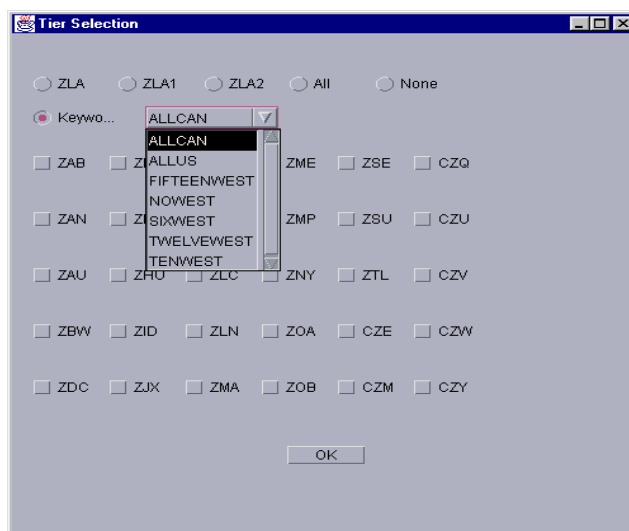 Tier Selection
ZLA ZLA1 ZLA2 All None
Keywo... ALLCAN
ALLCAN
ALLUS
FIFTEENWEST
NOWEST
SIXWEST
TWELVEWEST
TENWEST
ZAB ZME ZSE CZQ
ZAN ZMP ZSU CZU
ZAU ZHU ZLC ZNY ZTL CZV
ZBW ZID ZLN ZOA CZE CZW
ZDC ZJX ZMA ZOB CZM CZY
OK